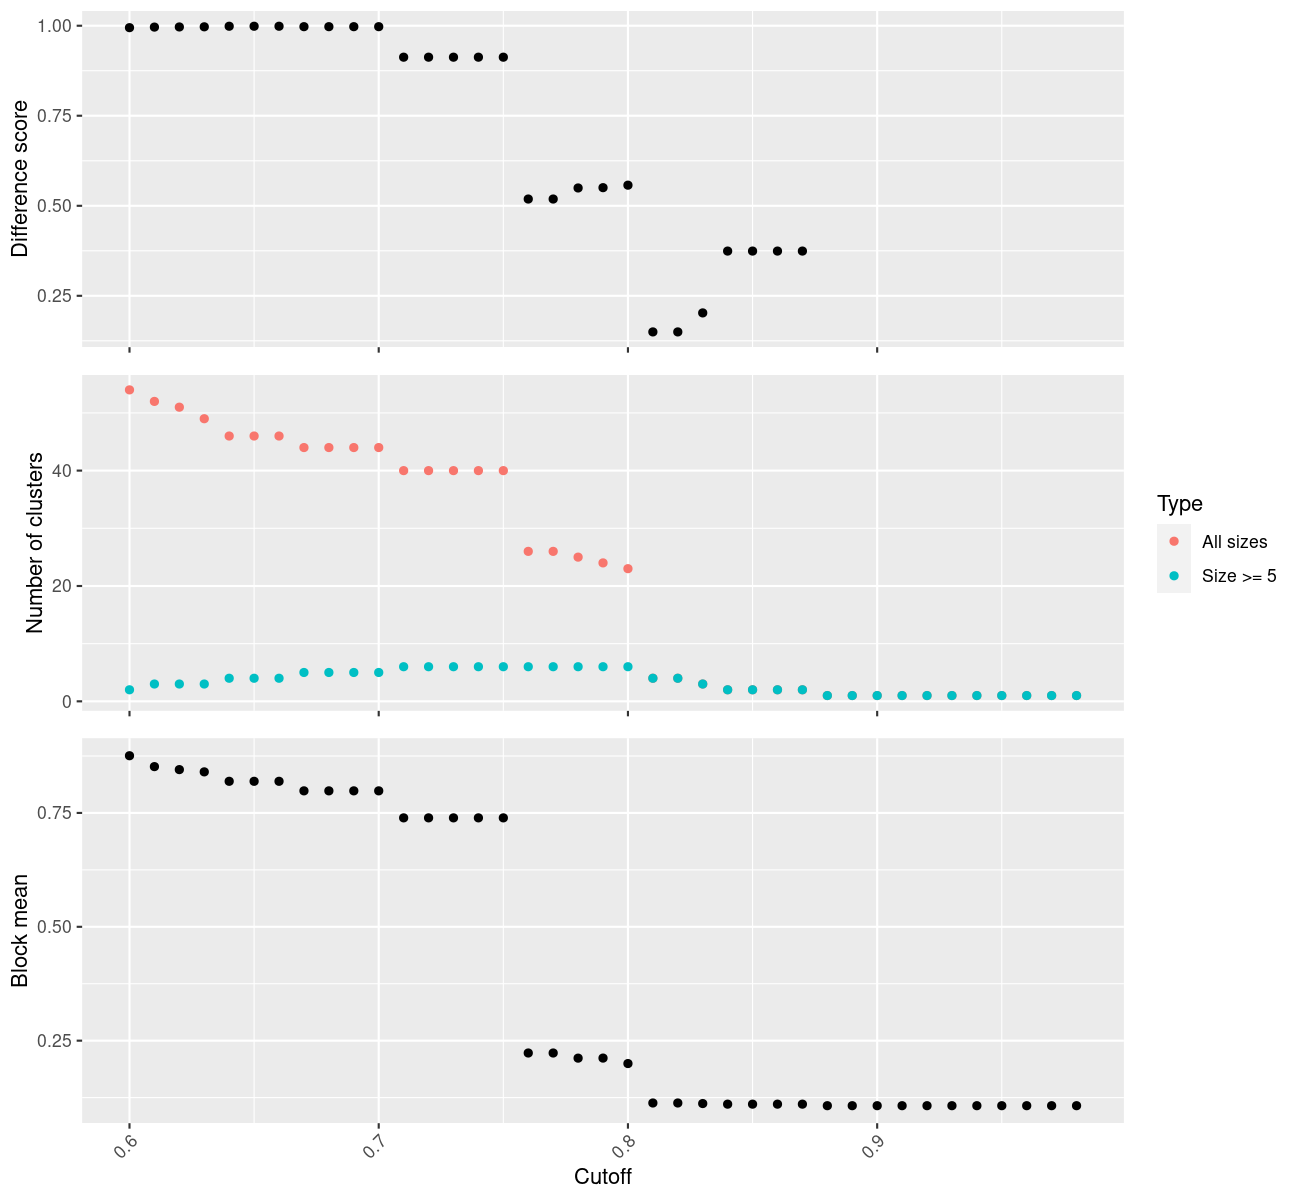 1.00
0.75
0.50
0.25
Difference score
40
20
0
Number of clusters
Type
All sizes
Size >= 5
0.75
0.50
0.25
Block mean
0.6
0.7
0.8
0.9
Cutoff